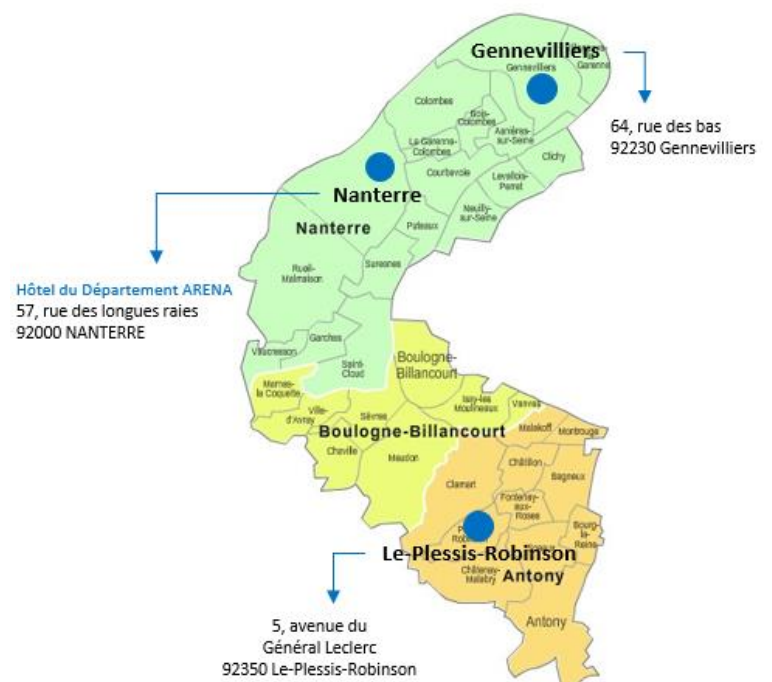 Gennevilliers
Gennevilliers
Garenne
64, rue des bas
92230 Gennevilliers
Colombes
Bois-
Colombes
Asnières-
sur-Seine
La Garenne-
Colombes
Clichy
Courbevoie
Levallois-
Perret
Nanterre
Neuilly-
sur-Seine
Nanterre
Puteaux
Suresnes
Rueil-
Malmaison
Hôtel du Département ARENA
57, rue des longues raies
92000 NANTERRE
Garches
Vaucresson
Saint-
Cloud
Boulogne-
Billancourt
Marnes-
la Coquette
Issy-les
Moulineaux
Vanves
Ville-
d'Avray
Sèvres
Boulogne-Billancourt
Malakoff
Montrouge
Chaville
Meudon
Châtillon
Bagneux
Clamart
Fontenay-
aux-
Roses
Bourg-
la-
Reine
Le-Plessis-Robinson
Châtenay-
Malabry
Antony
Antony
5, avenue du
Général Leclerc
92350 Le-Plessis-Robinson